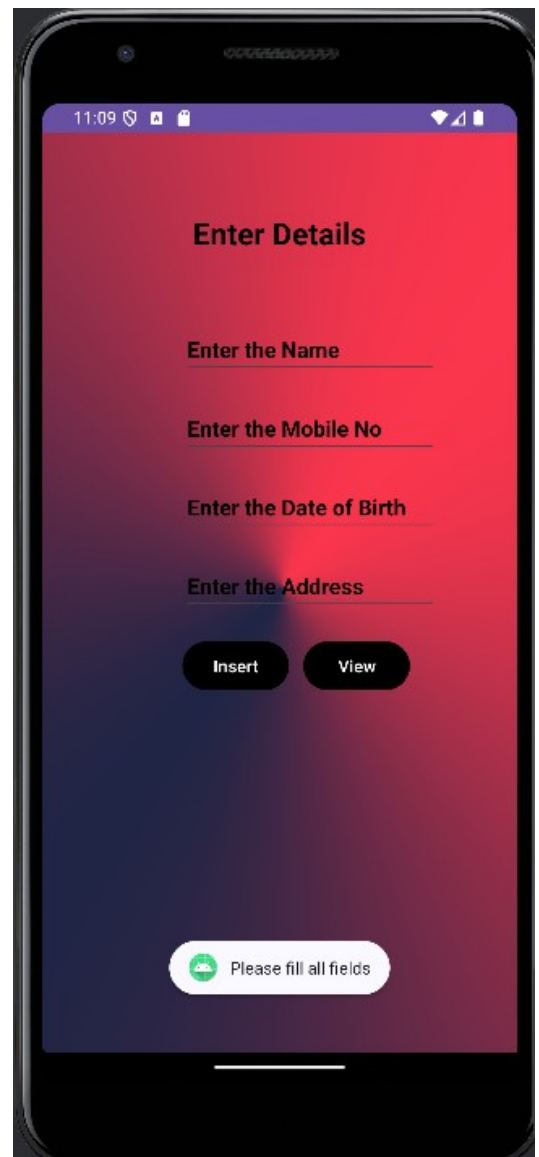 11:09
Enter Details
Enter the Name
Enter the Mobile No
Enter the Date of Birth
Enter the Address
Insert View
Please fill all fields